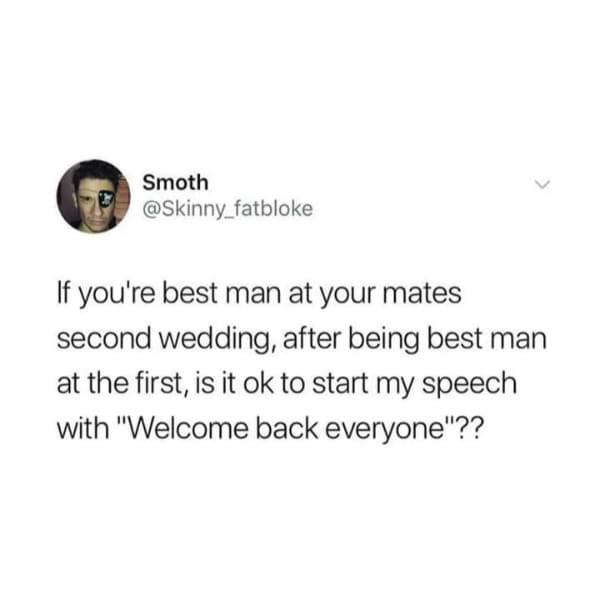 Smoth
@Skinny_fatbloke
If you're best man at your mates
second wedding, after being best man
at the first, is it ok to start my speech
with "Welcome back everyone"??